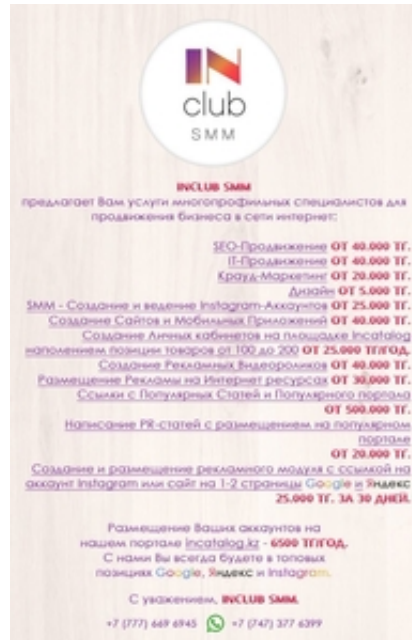 IN
club
SMM
INCLUB SMM
предлагает Вам услуги многопрофильных специалистов для
продвижения бизнеса в сети интернет:
SEO-Продвижение ОТ 40.000 ТГ.
IT-Продвижение ОТ 40.000 ТГ.
Крауд-Маркетинг ОТ 20.000 ТГ.
Дизайн ОТ 5.000 ТГ.
SMM - Создание и ведение Instagram-Аккаунтов ОТ 25.000 ТГ.
Создание Сайтов и Мобильных Приложений ОТ 40.000 ТГ.
Создание Личных кабинетов на площадке Incatalog
наполением позиции товаров от 100 до 200 ОТ 25.000 ТГ/ГОД.
Создание Рекламных Видеороликов ОТ 40.000 ТГ.
Размещение Рекламы на Интернет ресурсах ОТ 30.000 ТГ.
Ссылки с Популярных Статей и Популярного портала
ОТ 500.000 ТГ.
Написание PR-статей с размещением на популярном
портале
ОТ 20.000 ТГ.
Создание и размещение рекламного модуля с ссылкой на
аккаунт Instagram или сайт на 1-2 страницы Google и Яндекс
25.000 ТГ. ЗА 30 ДНЕЙ.
Размещение Ваших аккаунтов на
нашем портале incatalog.kz - 6500 ТГ/ГОД.
С нами Вы всегда будете в топовых
позициях Google, Яндекс и Instagram.
С уважением, INCLUB SMM.
+7 (777) 669 6945 +7 (747) 377 6399